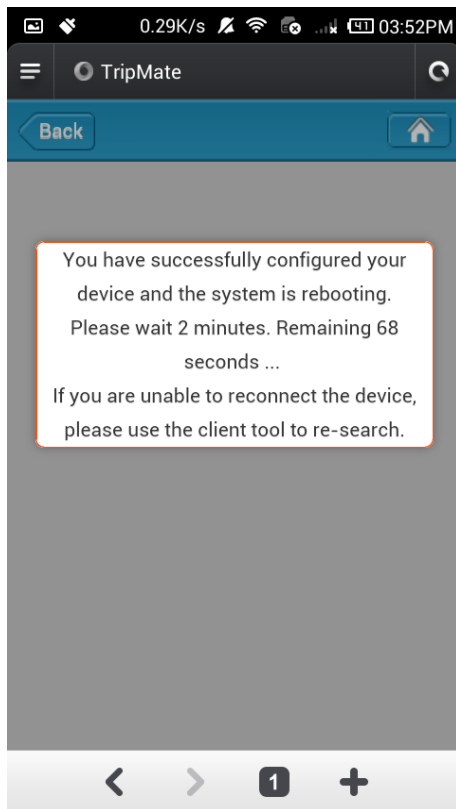 0.29K/s 41 03:52PM
TripMate
Back
You have successfully configured your
device and the system is rebooting.
Please wait 2 minutes. Remaining 68
seconds ...
If you are unable to reconnect the device,
please use the client tool to re-search.
1